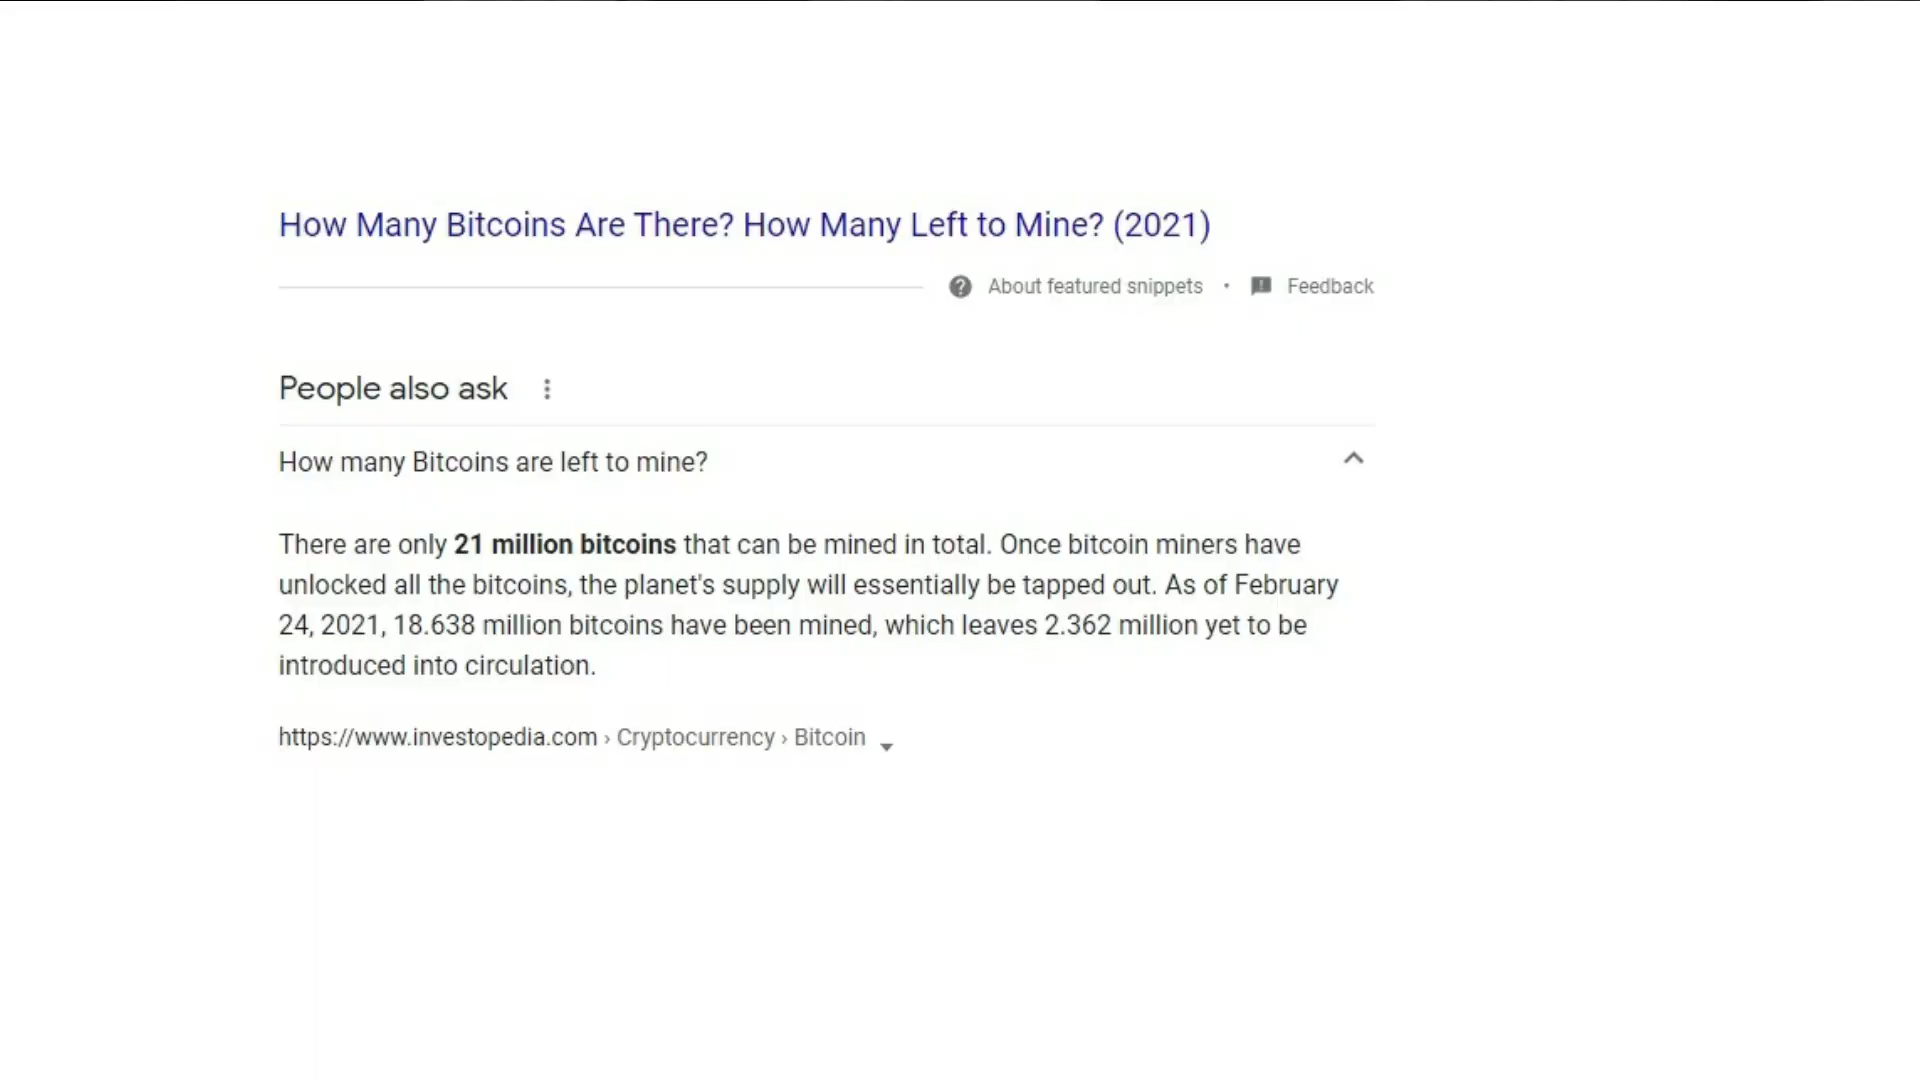 How Many Bitcoins Are There? How Many Left to Mine? (2021)
About featured snippets • Feedback
People also ask
How many Bitcoins are left to mine?
There are only 21 million bitcoins that can be mined in total. Once bitcoin miners have
unlocked all the bitcoins, the planet's supply will essentially be tapped out. As of February
24, 2021, 18.638 million bitcoins have been mined, which leaves 2.362 million yet to be
introduced into circulation.
https://www.investopedia.com › Cryptocurrency › Bitcoin